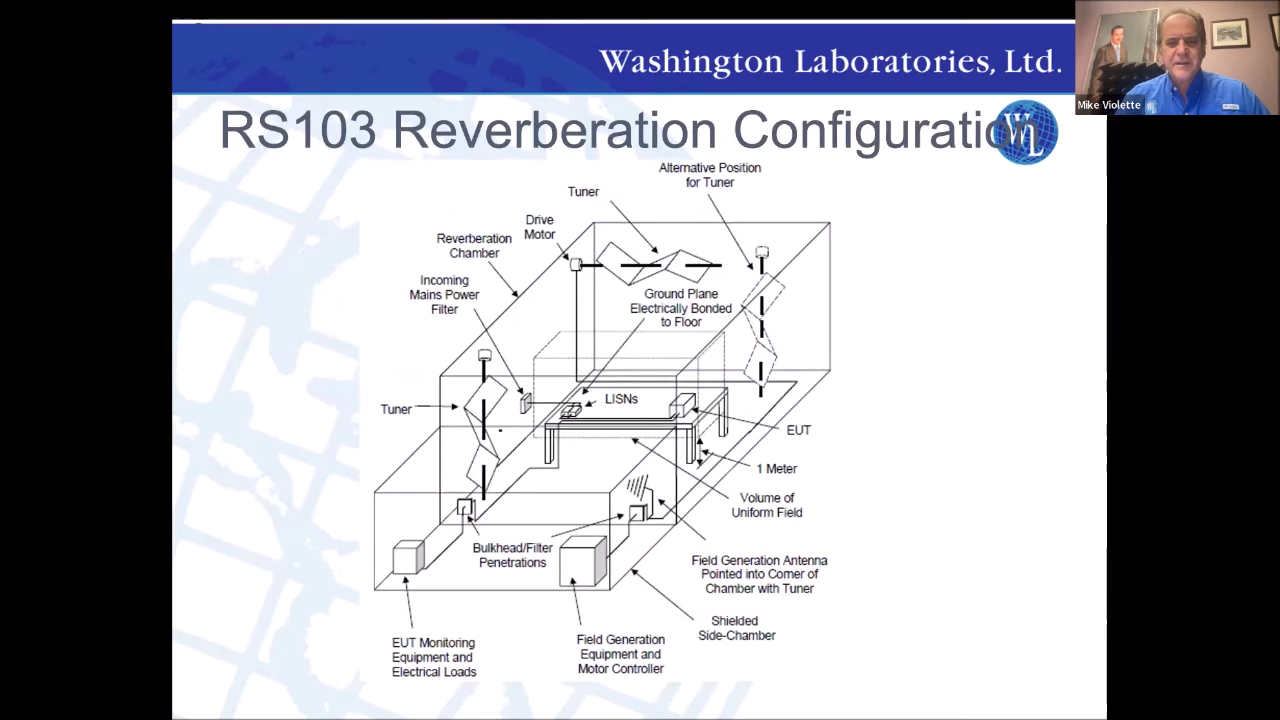 Washington Laboratories, Ltd.
Mike Violette
RS103 Reverberation Configuration
WL
Alternative Position
for Tuner
Tuner
Drive
Motor
Reverberation
Chamber
Incoming
Mains Power
Filter
Ground Plane
Electrically Bonded
to Floor
LISNs
Tuner
EUT
1 Meter
Volume of
Uniform Field
Bulkhead/Filter
Penetrations
Field Generation Antenna
Pointed into Corner of
Chamber with Tuner
Shielded
Side-Chamber
EUT Monitoring
Equipment and
Electrical Loads
Field Generation
Equipment and
Motor Controller